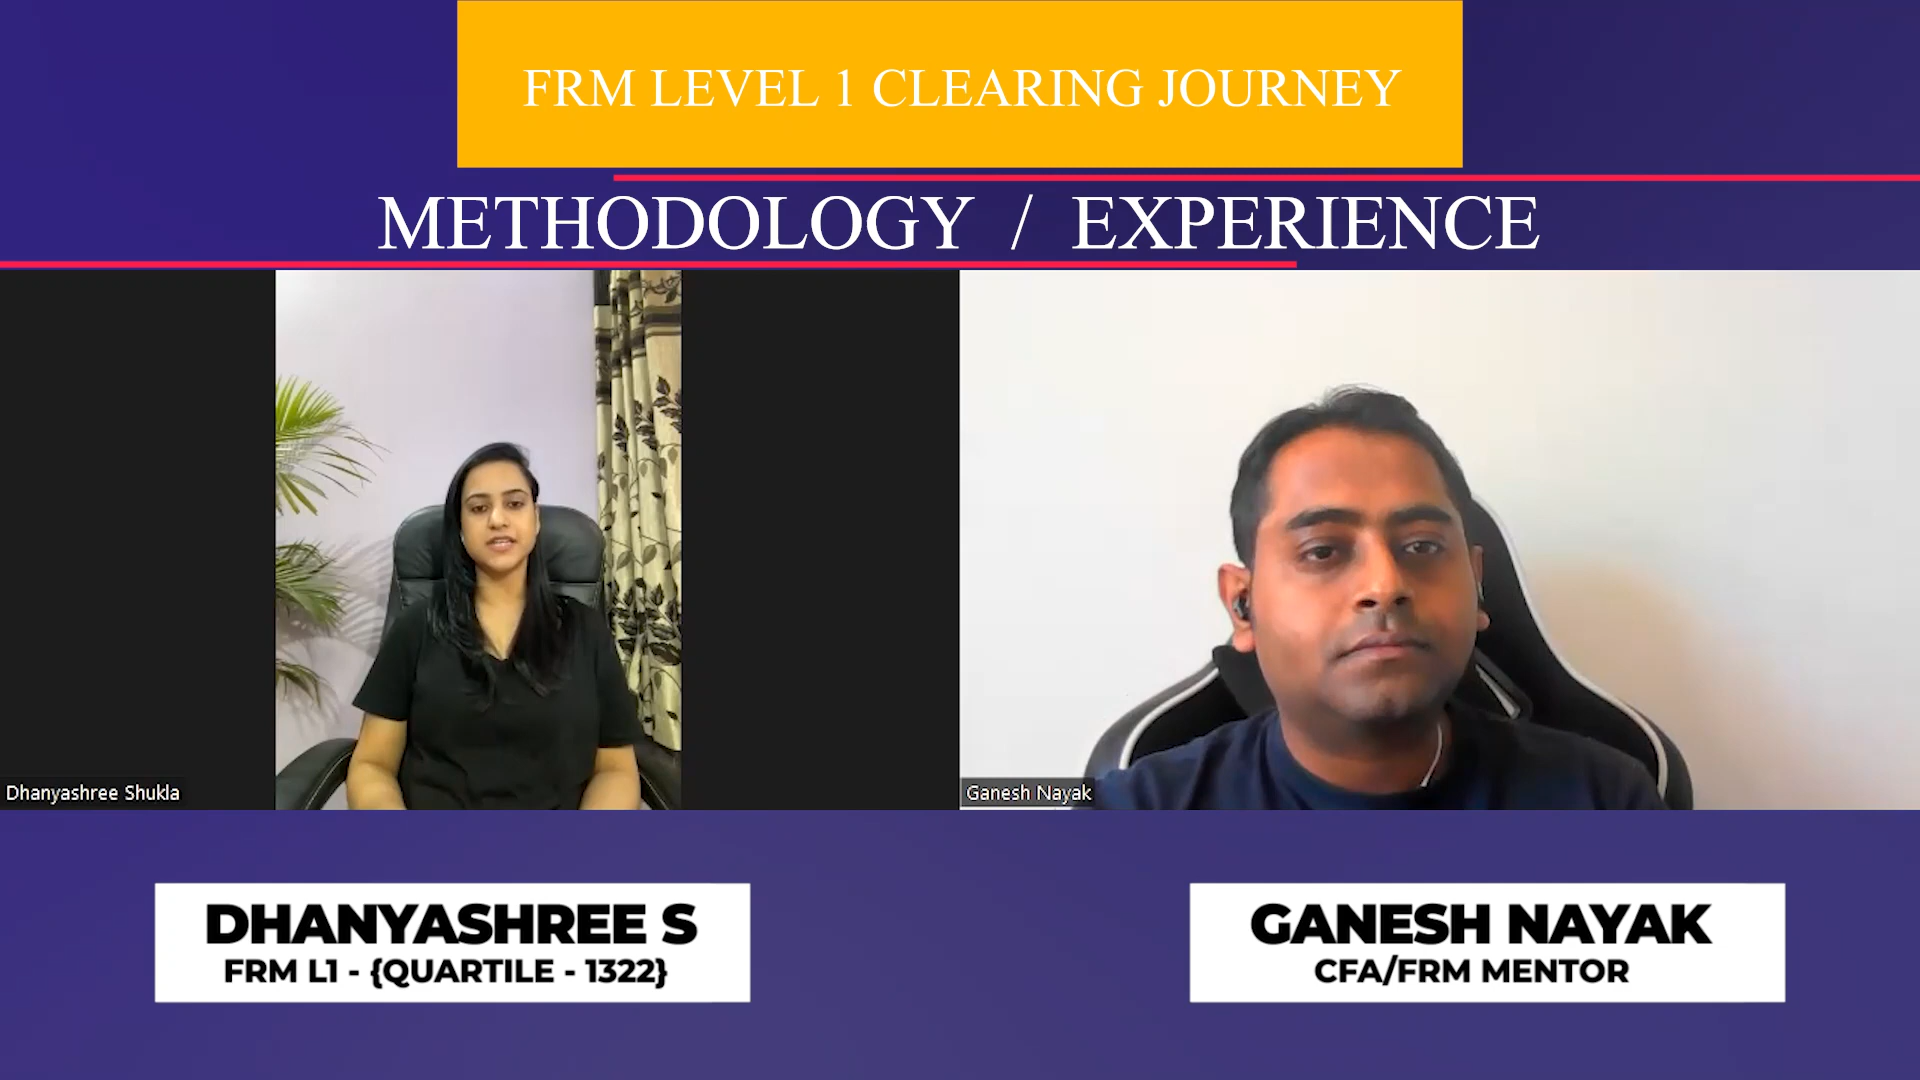 FRM LEVEL 1 CLEARING JOURNEY
METHODOLOGY / EXPERIENCE
Dhanyashree Shukla
Ganesh Nayak
DHANYASHREE S
FRM L1 - {QUARTILE - 1322}
GANESH NAYAK
CFA/FRM MENTOR